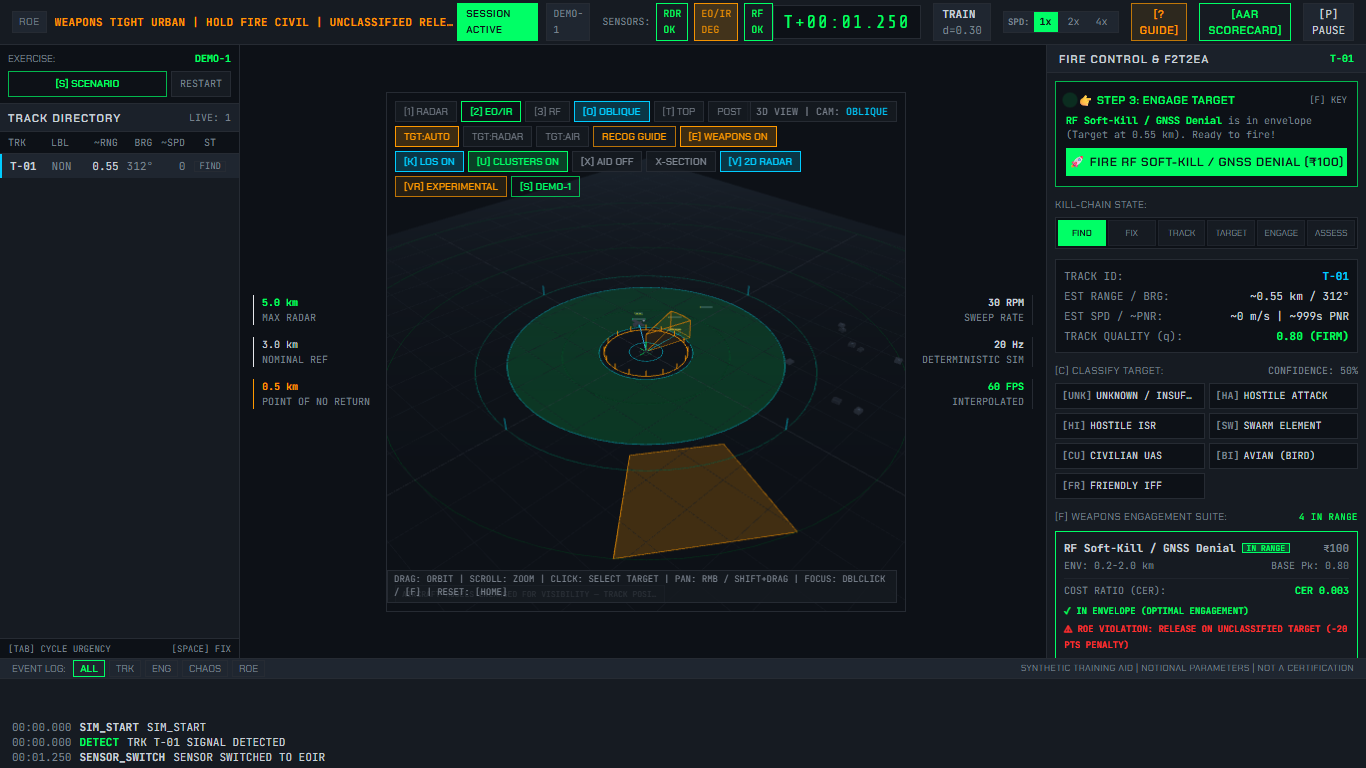 ROE WEAPONS TIGHT URBAN | HOLD FIRE CIVIL | UNCLASSIFIED RELE…
SESSION ACTIVE
DEMO-1
SENSORS:
RDR OK
EO/IR DEG
RF OK
T+00:01.250
TRAIN
d=0.30
SPD: 1x 2x 4x
[? GUIDE]
[AAR SCORECARD]
[P] PAUSE
EXERCISE: DEMO-1
[S] SCENARIO RESTART
TRACK DIRECTORY LIVE: 1
TRK LBL ~RNG BRG ~SPD ST
T-01 NON 0.55 312° 0 FIND
[TAB] CYCLE URGENCY [SPACE] FIX
[1] RADAR [2] EO/IR [3] RF [O] OBLIQUE [T] TOP POST 3D VIEW | CAM: OBLIQUE
TGT:AUTO TGT:RADAR TGT:AIR RECOG GUIDE [E] WEAPONS ON
[K] LOS ON [U] CLUSTERS ON [X] AID OFF X-SECTION [V] 2D RADAR
[VR] EXPERIMENTAL [S] DEMO-1
5.0 km
MAX RADAR
3.0 km
NOMINAL REF
0.5 km
POINT OF NO RETURN
30 RPM
SWEEP RATE
20 Hz
DETERMINISTIC SIM
60 FPS
INTERPOLATED
DRAG: ORBIT | SCROLL: ZOOM | CLICK: SELECT TARGET | PAN: RMB / SHIFT+DRAG | FOCUS: DBLCLICK
/ [F] | RESET: [HOME]
FIRE CONTROL & F2T2EA T-01
👉 STEP 3: ENGAGE TARGET [F] KEY
RF Soft-Kill / GNSS Denial is in envelope
(Target at 0.55 km). Ready to fire!
🚀 FIRE RF SOFT-KILL / GNSS DENIAL (₹100)
KILL-CHAIN STATE:
FIND FIX TRACK TARGET ENGAGE ASSESS
TRACK ID: T-01
EST RANGE / BRG: ~0.55 km / 312°
EST SPD / ~PNR: ~0 m/s | ~999s PNR
TRACK QUALITY (q): 0.80 (FIRM)
[C] CLASSIFY TARGET: CONFIDENCE: 50%
[UNK] UNKNOWN / INSUF… [HA] HOSTILE ATTACK
[HI] HOSTILE ISR [SW] SWARM ELEMENT
[CU] CIVILIAN UAS [BI] AVIAN (BIRD)
[FR] FRIENDLY IFF
[F] WEAPONS ENGAGEMENT SUITE: 4 IN RANGE
RF Soft-Kill / GNSS Denial IN RANGE ₹100
ENV: 0.2-2.0 km BASE Pk: 0.80
COST RATIO (CER): CER 0.003
✓ IN ENVELOPE (OPTIMAL ENGAGEMENT)
⚠ ROE VIOLATION: RELEASE ON UNCLASSIFIED TARGET (-20
PTS PENALTY)
EVENT LOG: ALL TRK ENG CHAOS ROE
SYNTHETIC TRAINING AID | NOTIONAL PARAMETERS | NOT A CERTIFICATION
00:00.000 SIM_START SIM_START
00:00.000 DETECT TRK T-01 SIGNAL DETECTED
00:01.250 SENSOR_SWITCH SENSOR SWITCHED TO EOIR